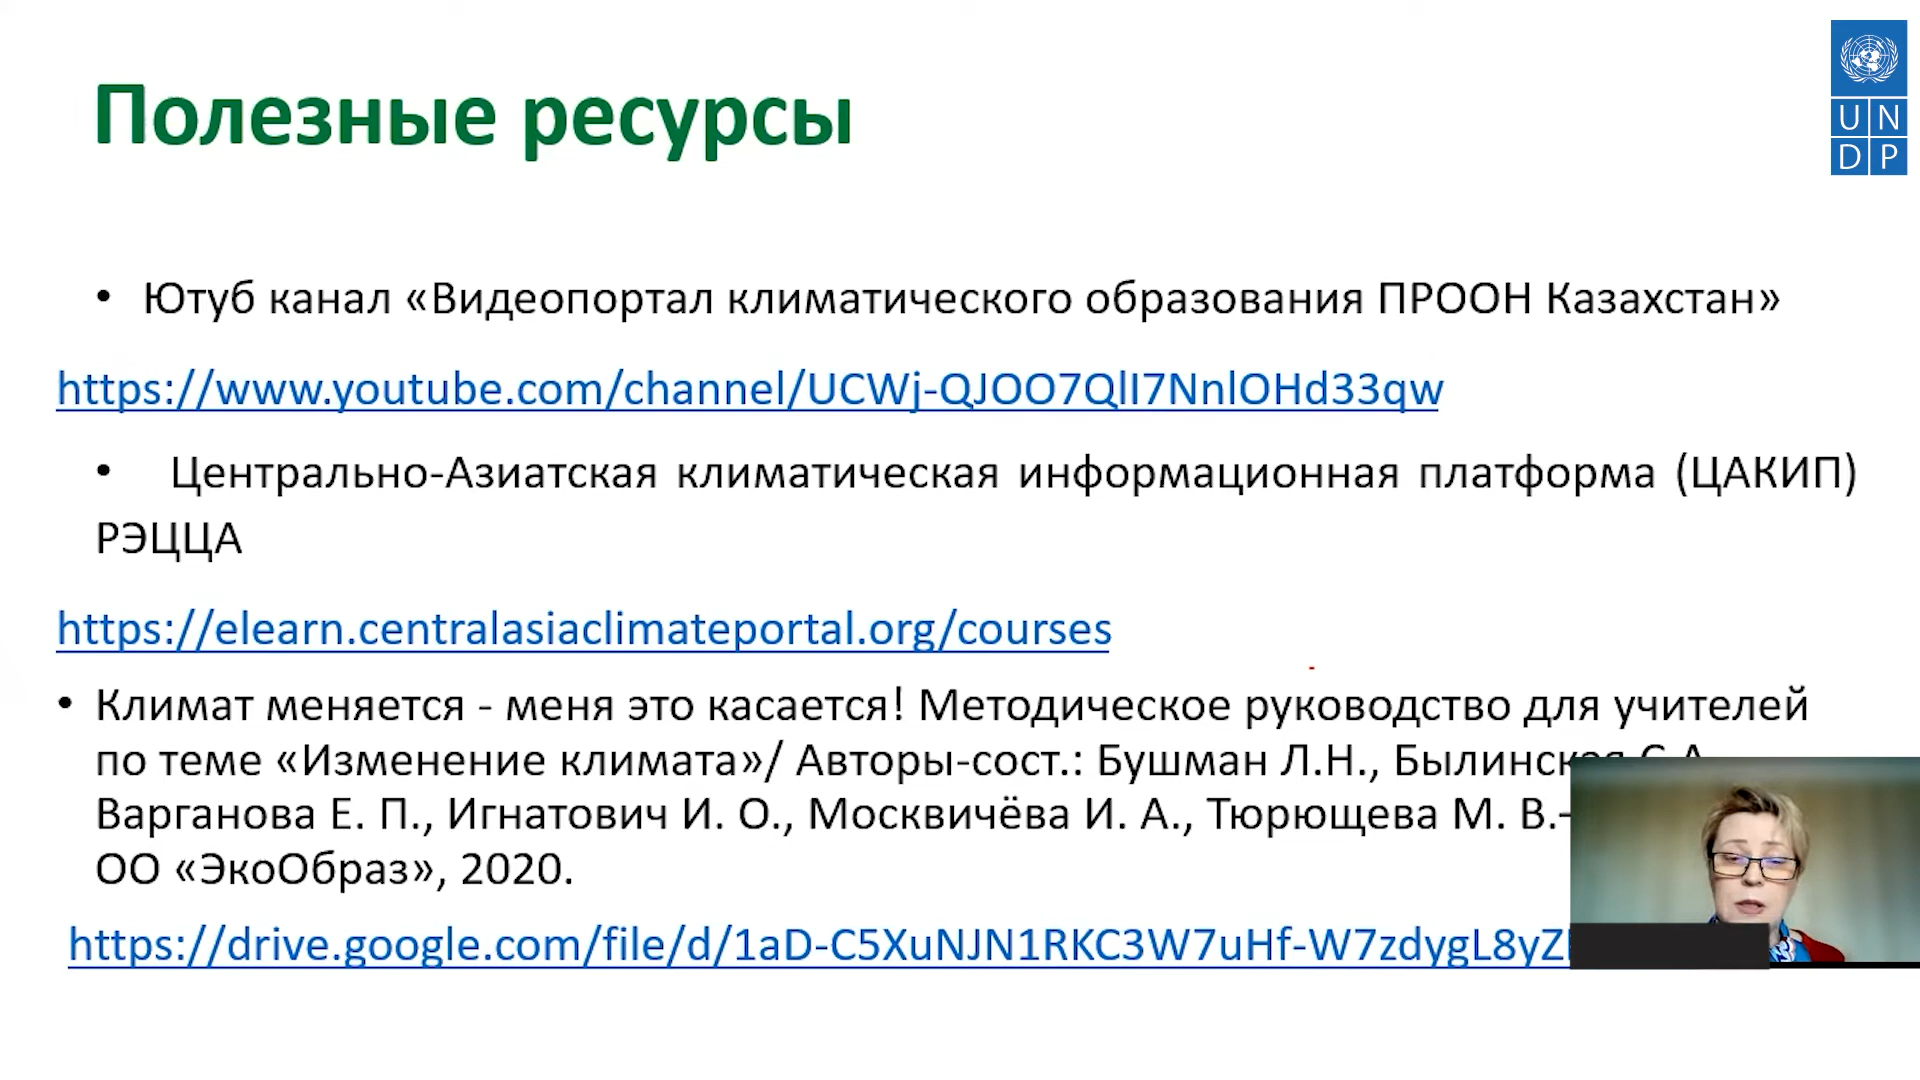 Полезные ресурсы
UN
DP
• Ютуб канал «Видеопортал климатического образования ПРООН Казахстан»
https://www.youtube.com/channel/UCWj-QJOO7QlI7NnlOHd33qw
• Центрально-Азиатская климатическая информационная платформа (ЦАКИП)
РЭЦЦА
https://elearn.centralasiaclimateportal.org/courses
• Климат меняется - меня это касается! Методическое руководство для учителей
по теме «Изменение климата»/ Авторы-сост.: Бушман Л.Н.,
Варганова Е. П., Игнатович И. О., Москвичёва И. А., Тюрющева М. В.-
ОО «ЭкоОбраз», 2020.
https://drive.google.com/file/d/1aD-C5XuNJN1RKC3W7uHf-W7zdygL8yZ